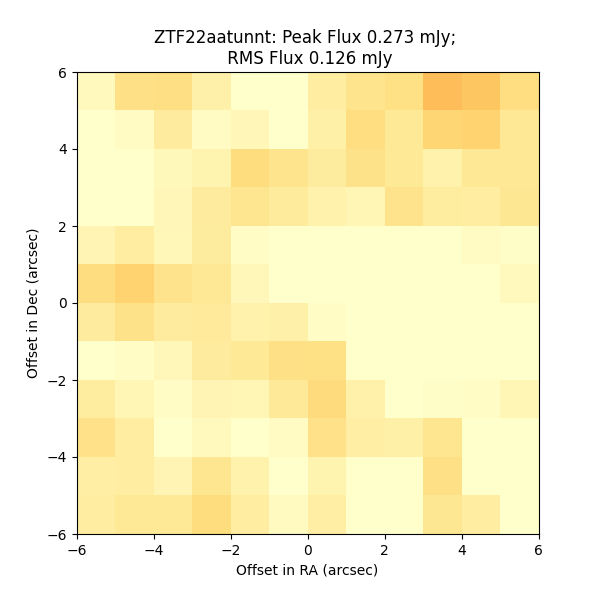 ZTF22aatunnt: Peak Flux 0.273 mJy;
RMS Flux 0.126 mJy
6
4
2
0
−2
−4
−6
Offset in Dec (arcsec)
−6 −4 −2 0 2 4 6
Offset in RA (arcsec)